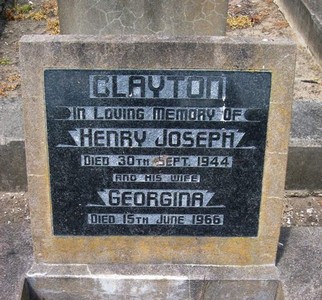 CLAYTON
IN LOVING MEMORY OF
HENRY JOSEPH
DIED 30TH SEPT. 1944
AND HIS WIFE
GEORGINA
DIED 15TH JUNE 1966